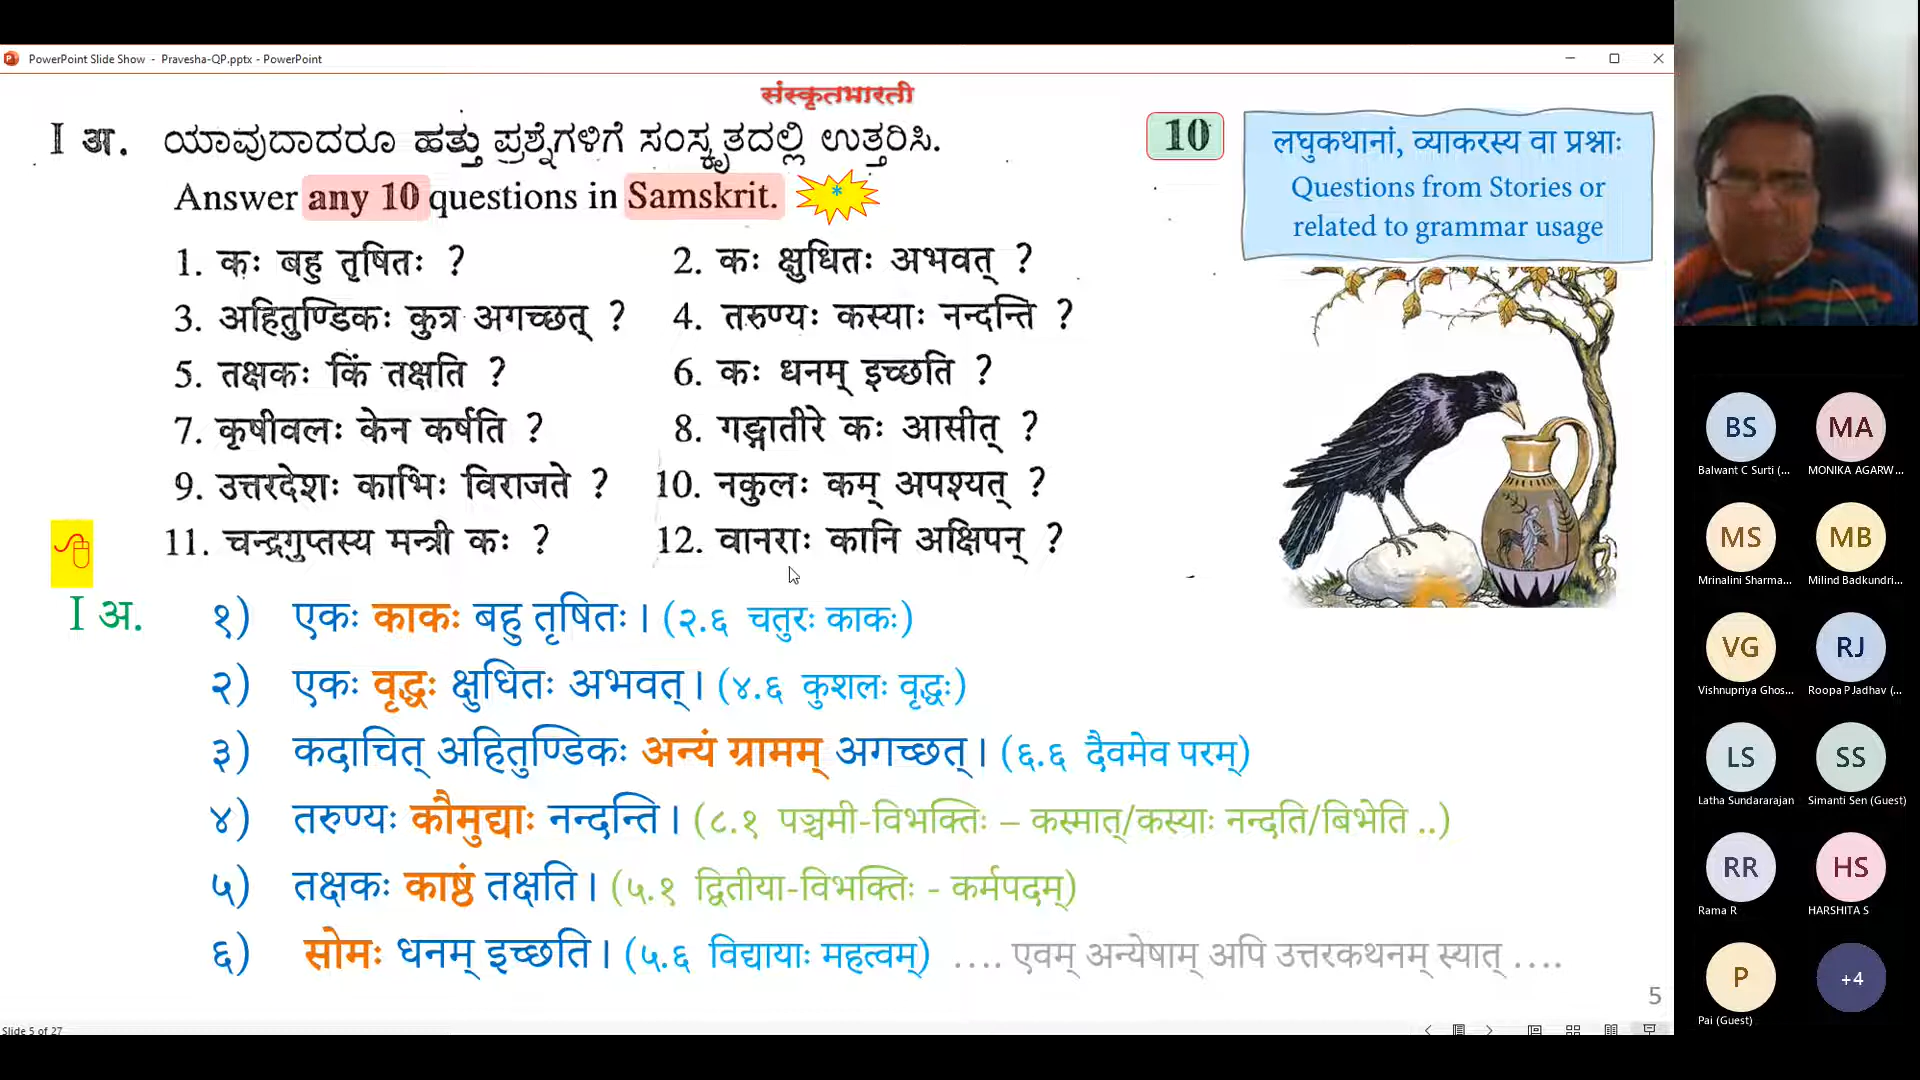 PowerPoint Slide Show - Pravesha-QP.pptx - PowerPoint
संस्कृतभारती
I अ. ಯಾವುದಾದರೂ ಹತ್ತು ಪ್ರಶ್ನೆಗಳಿಗೆ ಸಂಸ್ಕೃತದಲ್ಲಿ ಉತ್ತರಿಸಿ. 10
Answer any 10 questions in Samskrit. *
लघुकथानां, व्याकरस्य वा प्रश्नाः
Questions from Stories or
related to grammar usage
1. कः बहु तृषितः ? 2. कः क्षुधितः अभवत् ?
3. अहितुण्डिकः कुत्र अगच्छत् ? 4. तरुण्यः कस्याः नन्दन्ति ?
5. तक्षकः किं तक्षति ? 6. कः धनम् इच्छति ?
7. कृषीवलः केन कर्षति ? 8. गङ्गातीरे कः आसीत् ?
9. उत्तरदेशः काभिः विराजते ? 10. नकुलः कम् अपश्यत् ?
11. चन्द्रगुप्तस्य मन्त्री कः ? 12. वानराः कानि अक्षिपन् ?
I अ. १) एकः काकः बहु तृषितः । (२.६ चतुरः काकः)
२) एकः वृद्धः क्षुधितः अभवत् । (४.६ कुशलः वृद्धः)
३) कदाचित् अहितुण्डिकः अन्यं ग्रामम् अगच्छत् । (६.६ दैवमेव परम्)
४) तरुण्यः कौमुद्याः नन्दन्ति । (८.१ पञ्चमी-विभक्तिः – कस्मात्/कस्याः नन्दति/बिभेति ..)
५) तक्षकः काष्ठं तक्षति । (५.१ द्वितीया-विभक्तिः - कर्मपदम्)
६) सोमः धनम् इच्छति । (५.६ विद्यायाः महत्वम्) .... एवम् अन्येषाम् अपि उत्तरकथनम् स्यात् ....
5
Slide 5 of 27
BS MA
Balwant C Surti (... MONIKA AGARW...
MS MB
Mrinalini Sharma... Milind Badkundri...
VG RJ
Vishnupriya Ghos... Roopa P Jadhav (...
LS SS
Latha Sundararajan Simanti Sen (Guest)
RR HS
Rama R HARSHITA S
P +4
Pai (Guest)